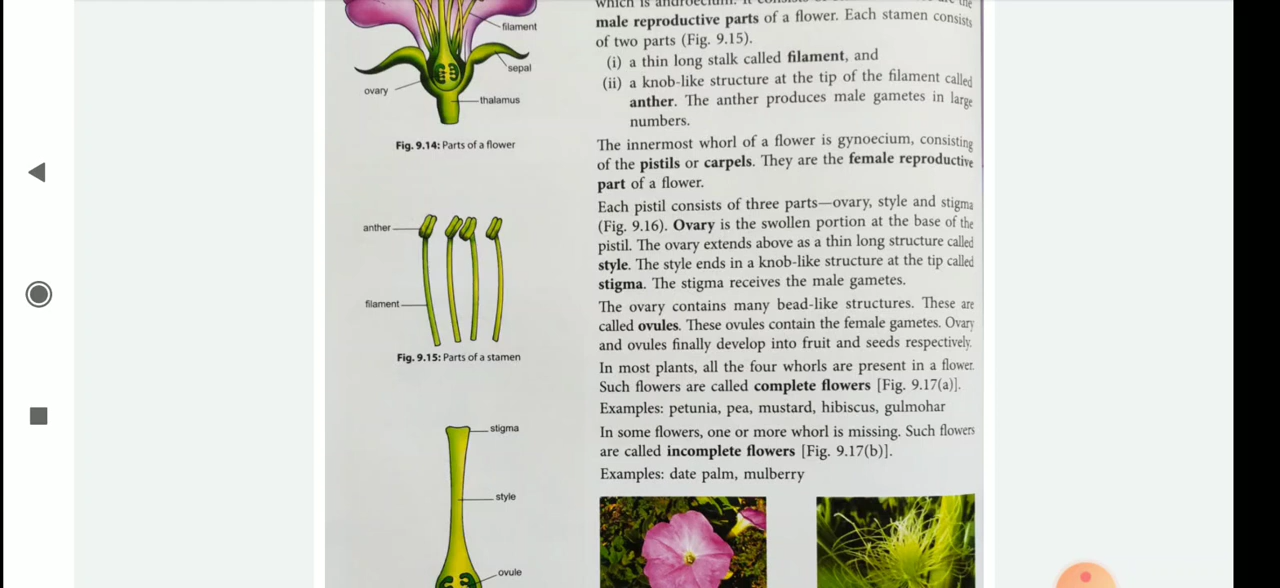 filament
sepal
ovary
thalamus
Fig. 9.14: Parts of a flower
anther
filament
Fig. 9.15: Parts of a stamen
stigma
style
ovule
which is androecium. It consists
male reproductive parts of a flower. Each stamen consists
of two parts (Fig. 9.15).
(i) a thin long stalk called filament, and
(ii) a knob-like structure at the tip of the filament called
anther. The anther produces male gametes in large
numbers.
The innermost whorl of a flower is gynoecium, consisting
of the pistils or carpels. They are the female reproductive
part of a flower.
Each pistil consists of three parts—ovary, style and stigma
(Fig. 9.16). Ovary is the swollen portion at the base of the
pistil. The ovary extends above as a thin long structure called
style. The style ends in a knob-like structure at the tip called
stigma. The stigma receives the male gametes.
The ovary contains many bead-like structures. These are
called ovules. These ovules contain the female gametes. Ovary
and ovules finally develop into fruit and seeds respectively.
In most plants, all the four whorls are present in a flower.
Such flowers are called complete flowers [Fig. 9.17(a)].
Examples: petunia, pea, mustard, hibiscus, gulmohar
In some flowers, one or more whorl is missing. Such flowers
are called incomplete flowers [Fig. 9.17(b)].
Examples: date palm, mulberry